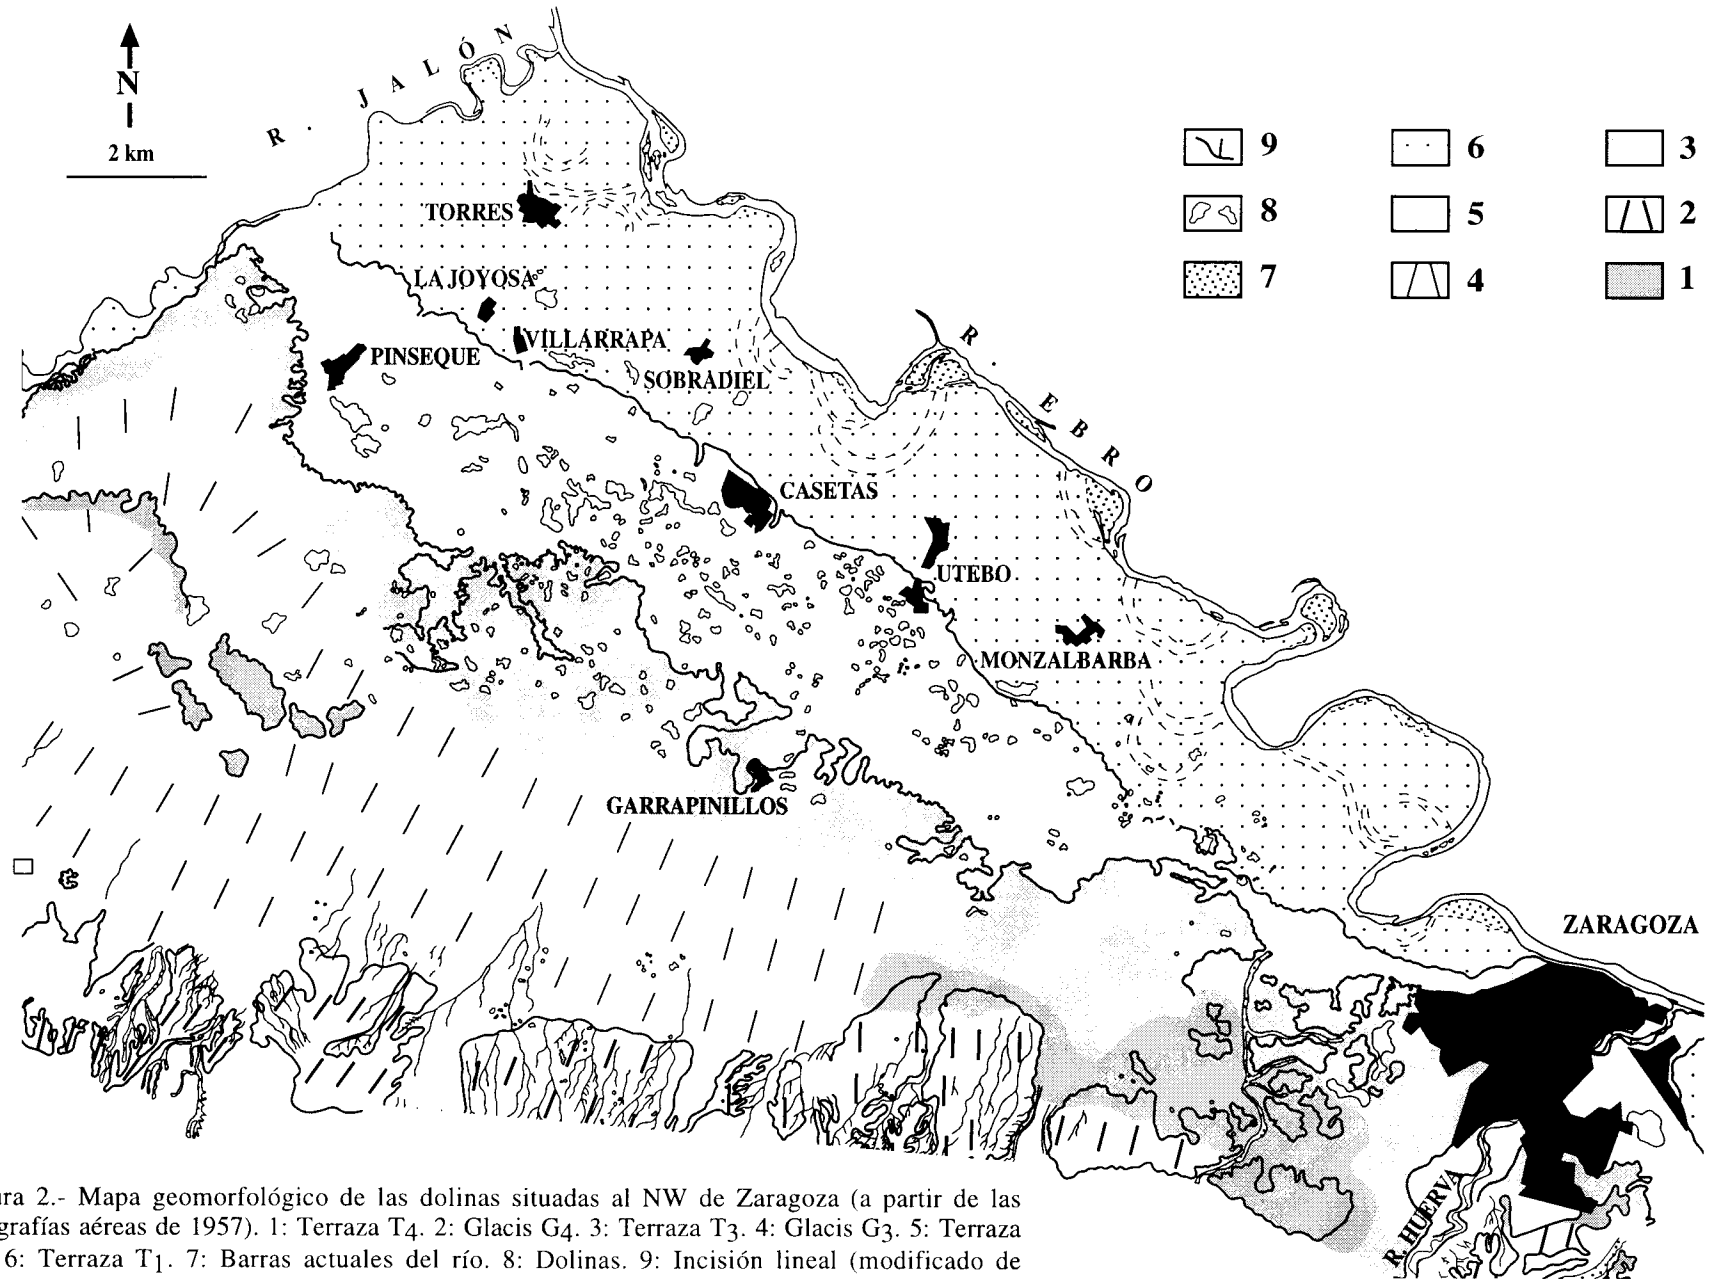 N
2 km
R. JALÓN
9
6
3
8
5
2
7
4
1
TORRES
LA JOYOSA
VILLARRAPA
PINSEQUE
SOBRADIEL
R. EBRO
CASETAS
UTEBO
MONZALBARBA
GARRAPINILLOS
ZARAGOZA
R. HUERVA
ura 2.- Mapa geomorfológico de las dolinas situadas al NW de Zaragoza (a partir de las
ografías aéreas de 1957). 1: Terraza T4. 2: Glacis G4. 3: Terraza T3. 4: Glacis G3. 5: Terraza
6: Terraza T1. 7: Barras actuales del río. 8: Dolinas. 9: Incisión lineal (modificado de